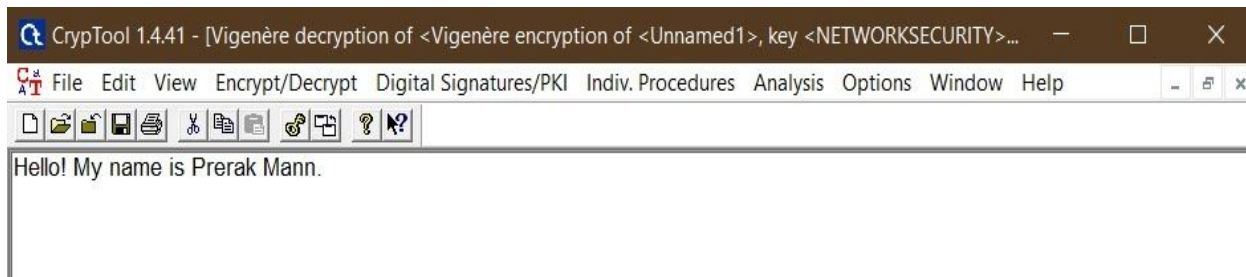 CrypTool 1.4.41 - [Vigenère decryption of <Vigenère encryption of <Unnamed1>, key <NETWORKSECURITY>...
File Edit View Encrypt/Decrypt Digital Signatures/PKI Indiv. Procedures Analysis Options Window Help
Hello! My name is Prerak Mann.